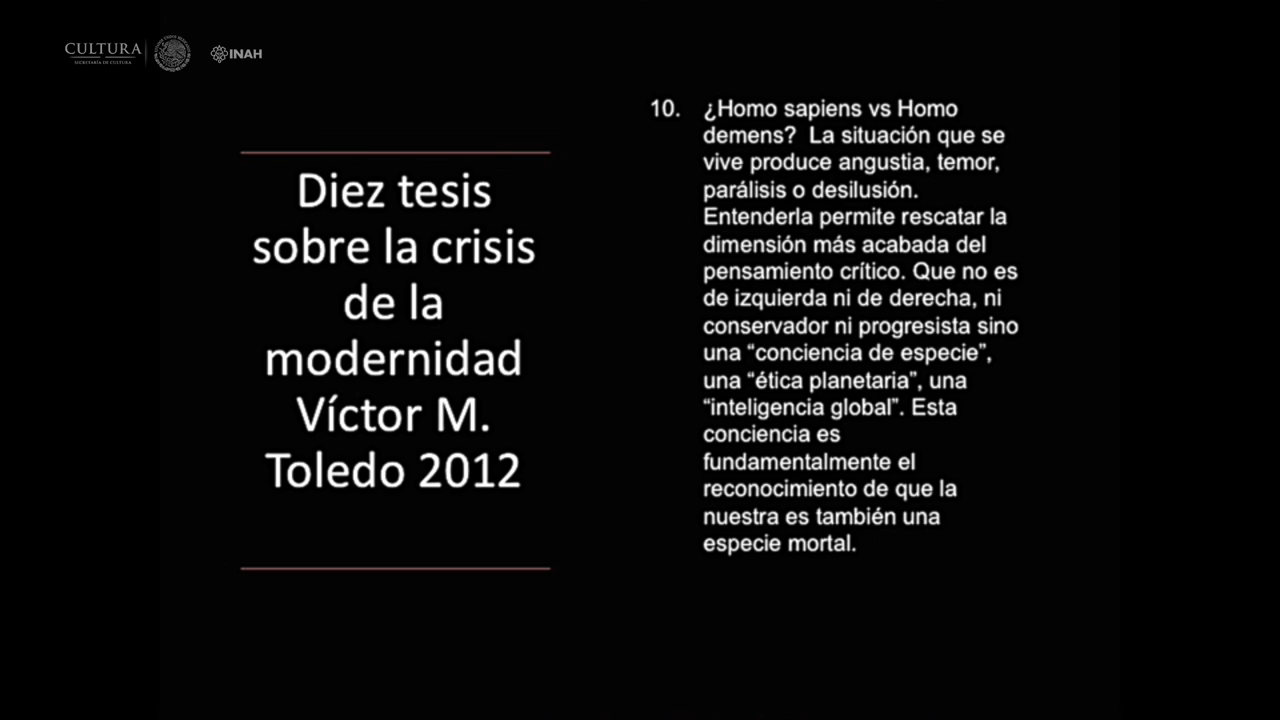 CULTURA
SECRETARÍA DE CULTURA
INAH
Diez tesis
sobre la crisis
de la
modernidad
Víctor M.
Toledo 2012
10. ¿Homo sapiens vs Homo
demens? La situación que se
vive produce angustia, temor,
parálisis o desilusión.
Entenderla permite rescatar la
dimensión más acabada del
pensamiento crítico. Que no es
de izquierda ni de derecha, ni
conservador ni progresista sino
una “conciencia de especie”,
una “ética planetaria”, una
“inteligencia global”. Esta
conciencia es
fundamentalmente el
reconocimiento de que la
nuestra es también una
especie mortal.